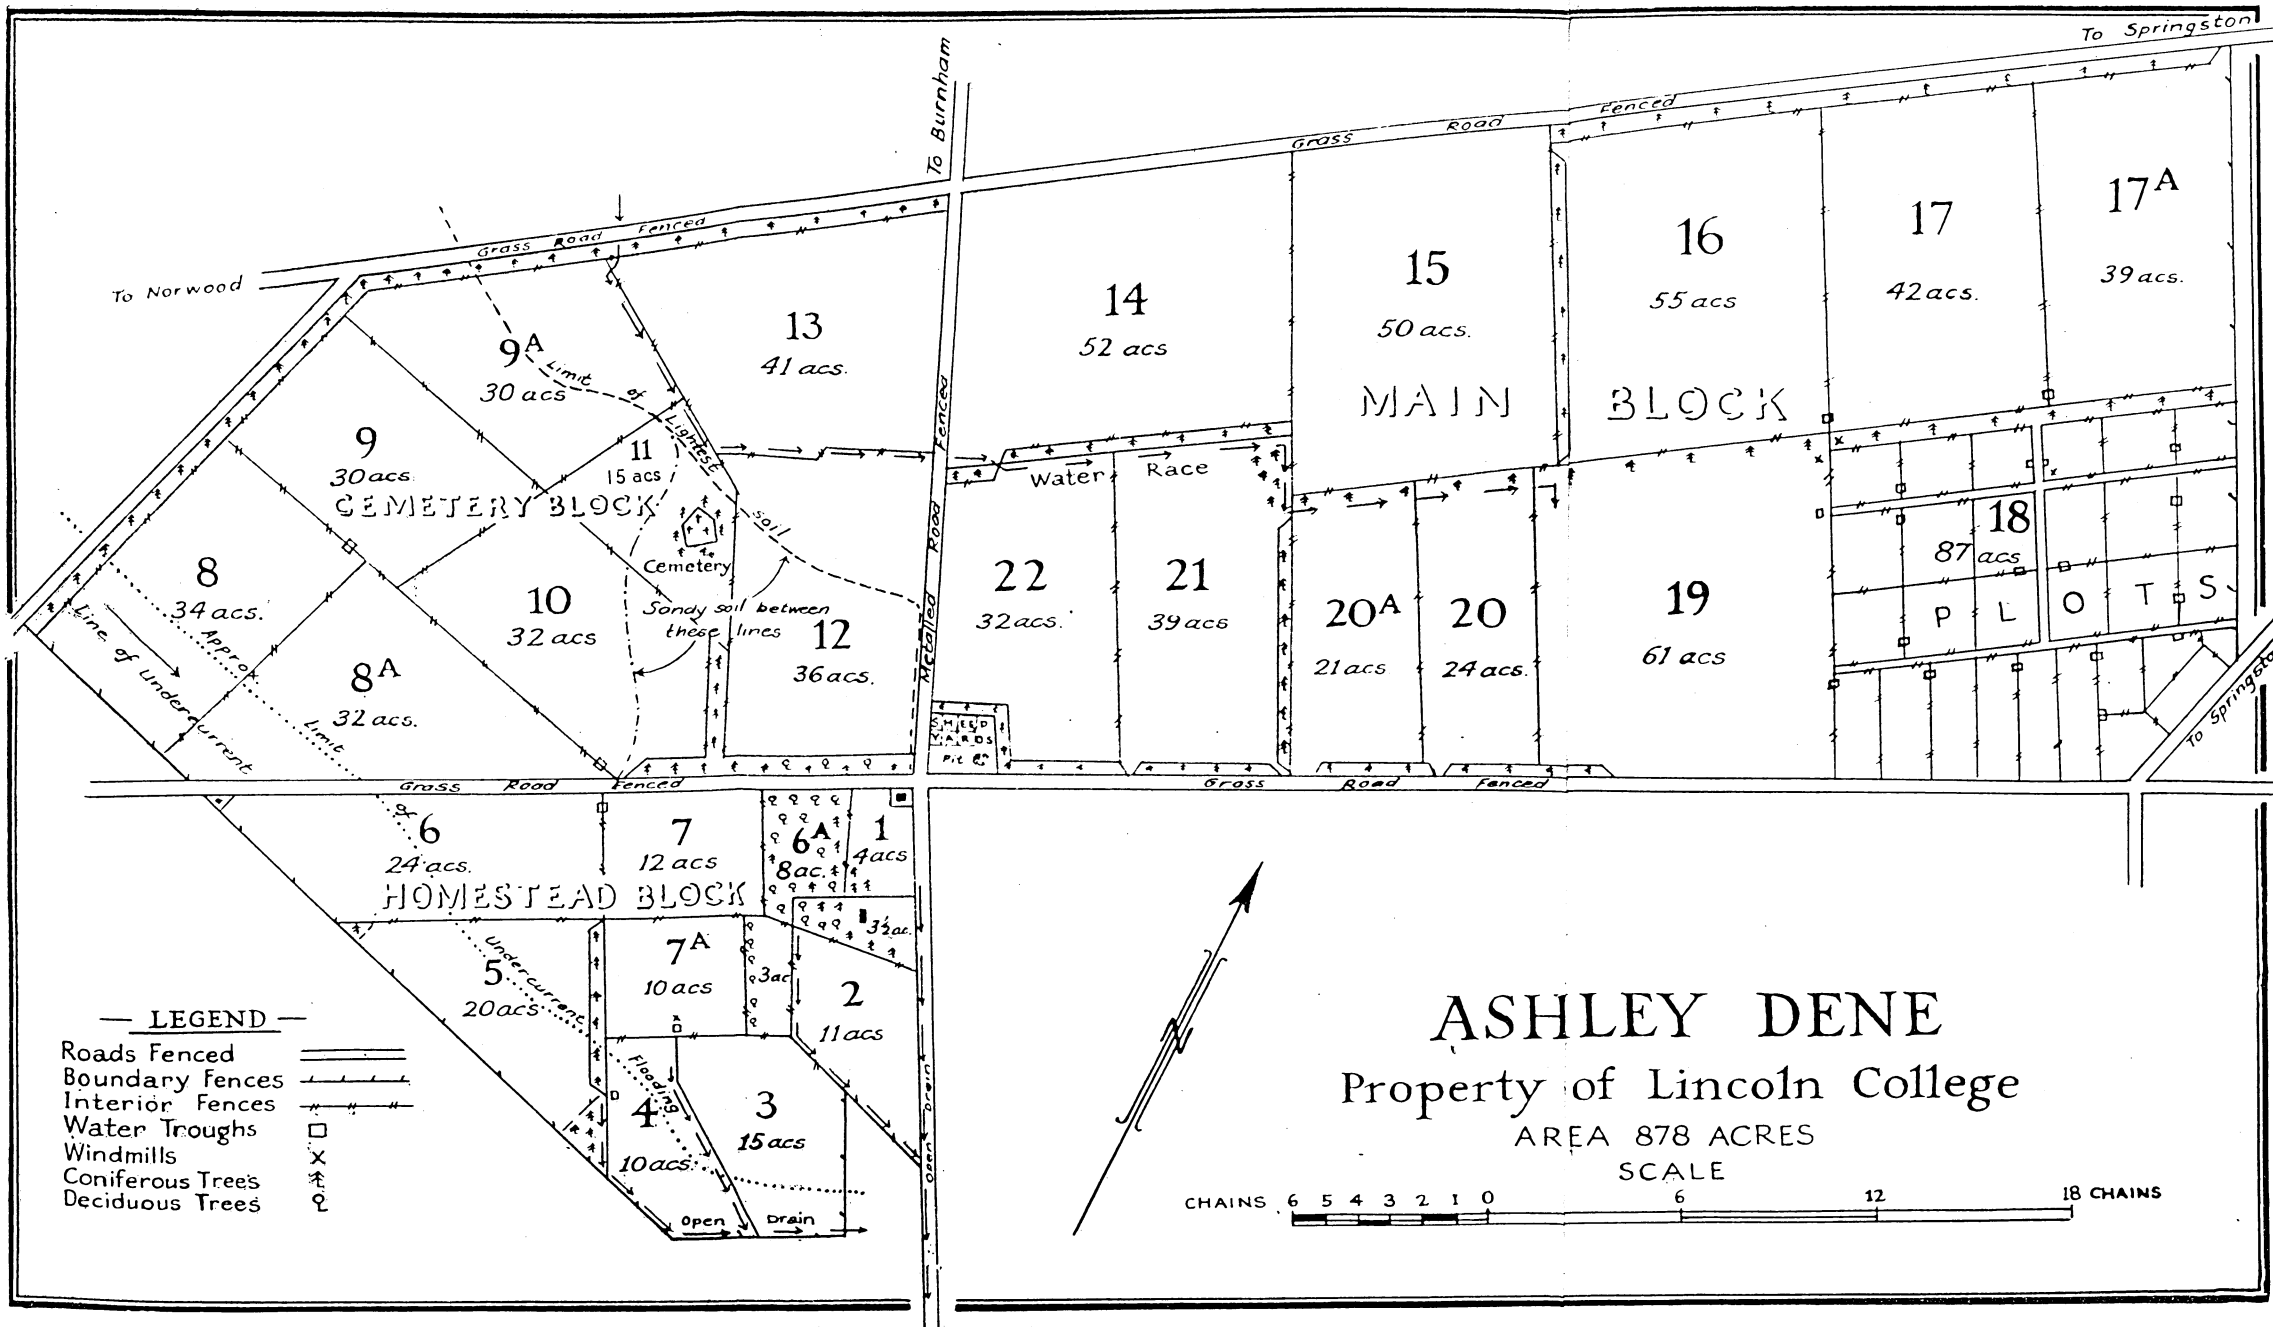 To Springston
To Burnham
Grass Road Fenced
Grass Road Fenced
To Norwood
17A
39 acs.
17
42 acs.
16
55 acs
15
50 acs.
14
52 acs
13
41 acs.
9A
30 acs
Limit of Lightest soil
MAIN BLOCK
9
30 acs.
11
15 acs
CEMETERY BLOCK
Water Race
Metalled Road Fenced
18
87 acs
PLOTS
8
34 acs.
Cemetery
10
32 acs
Sandy soil between
these lines
12
36 acs.
22
32 acs.
21
39 acs
20A
21 acs
20
24 acs.
19
61 acs
Line of Undercurrent
Approx. Limit
8A
32 acs.
SHEEP
YARDS
Pit
To Springston
Grass Road Fenced
Grass Road Fenced
6
24 acs.
7
12 acs
6A
8 ac.
1
4 acs
HOMESTEAD BLOCK
3½ ac.
5
20 acs
Undercurrent
7A
10 acs
3 ac
2
11 acs
Flooding
4
10 acs.
3
15 acs
Open Drain
Open Drain
— LEGEND —
Roads Fenced
Boundary Fences
Interior Fences
Water Troughs
Windmills
Coniferous Trees
Deciduous Trees
N
ASHLEY DENE
Property of Lincoln College
AREA 878 ACRES
SCALE
CHAINS 6 5 4 3 2 1 0 6 12 18 CHAINS